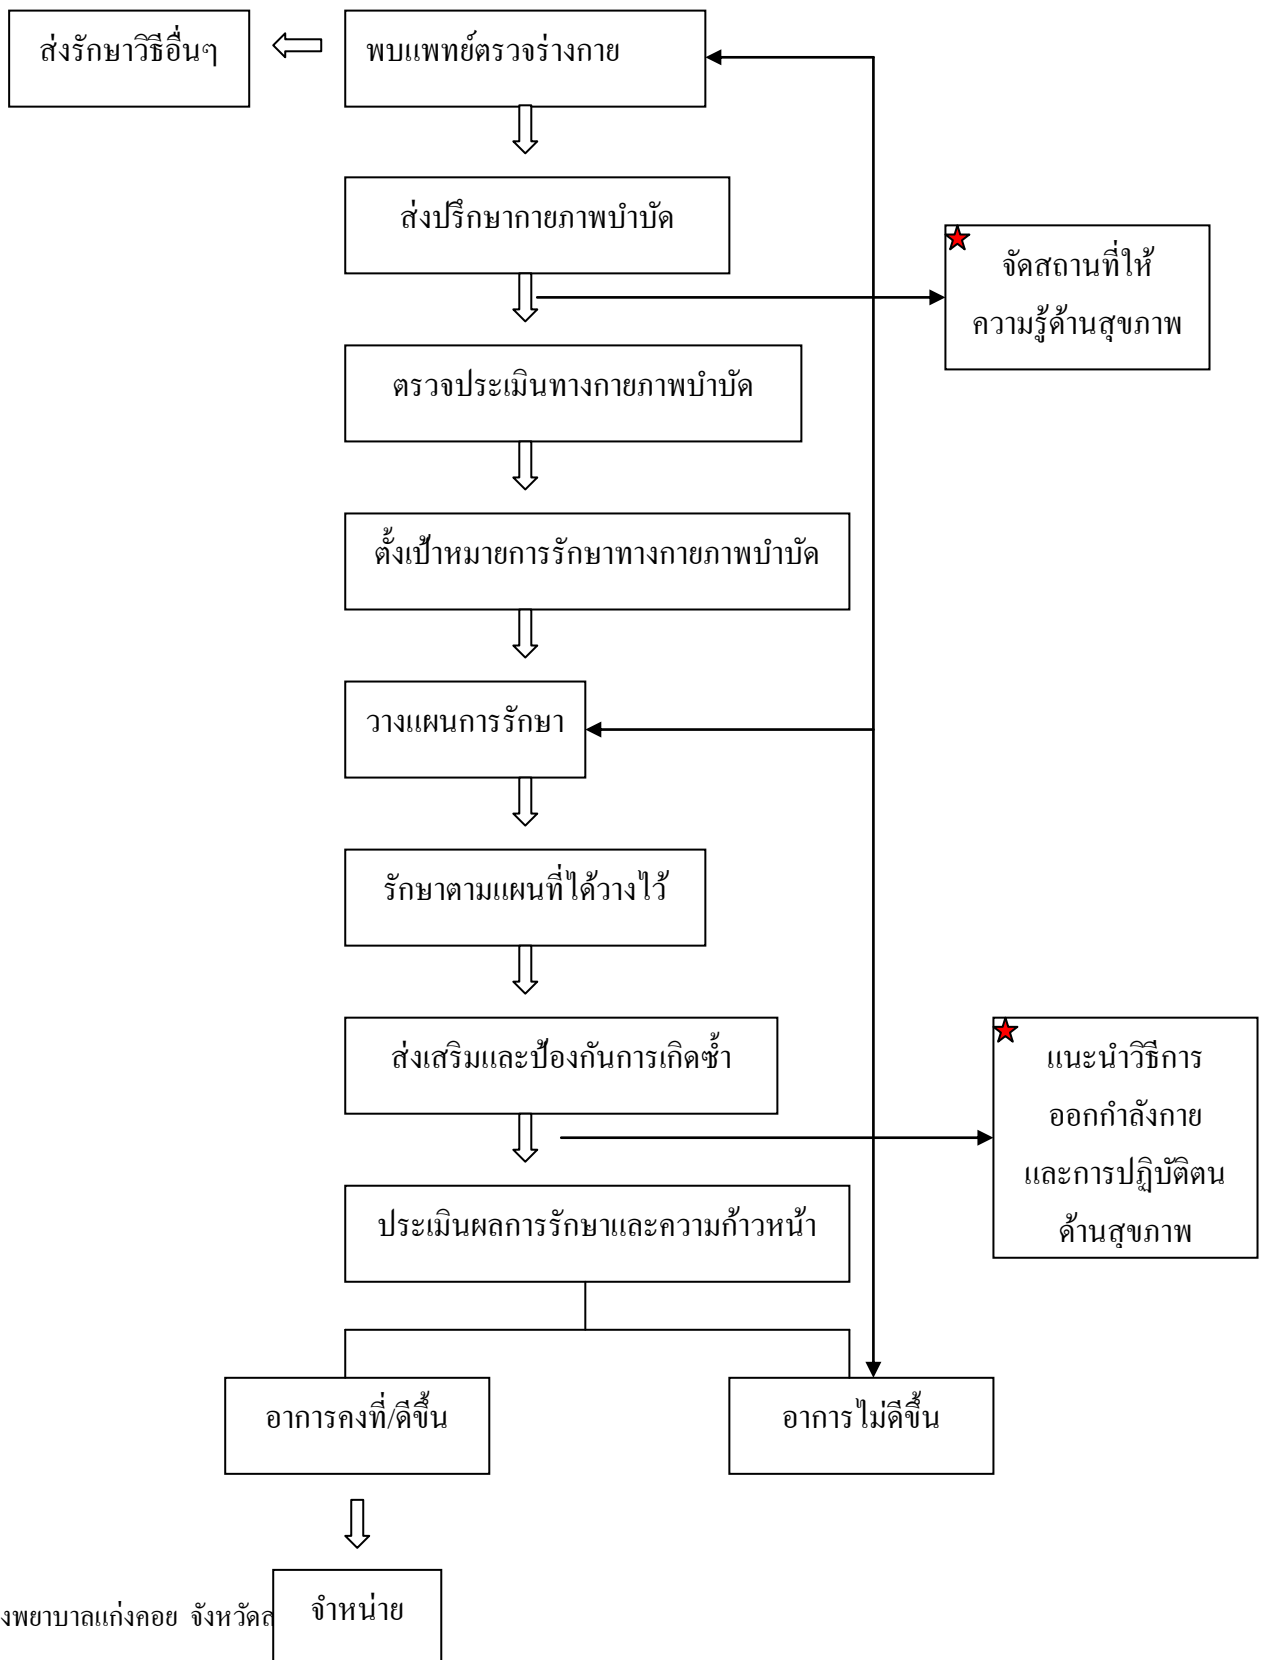 ส่งรักษาวิธีอื่นๆ
พบแพทย์ตรวจร่างกาย
ส่งปรึกษากายภาพบำบัด
จัดสถานที่ให้
ความรู้ด้านสุขภาพ
ตรวจประเมินทางกายภาพบำบัด
ตั้งเป้าหมายการรักษาทางกายภาพบำบัด
วางแผนการรักษา
รักษาตามแผนที่ได้วางไว้
ส่งเสริมและป้องกันการเกิดซ้ำ
แนะนำวิธีการ
ออกกำลังกาย
และการปฏิบัติตน
ด้านสุขภาพ
ประเมินผลการรักษาและความก้าวหน้า
อาการคงที่/ดีขึ้น
อาการไม่ดีขึ้น
จำหน่าย
งพยาบาลแก่งคอย จังหวัดส